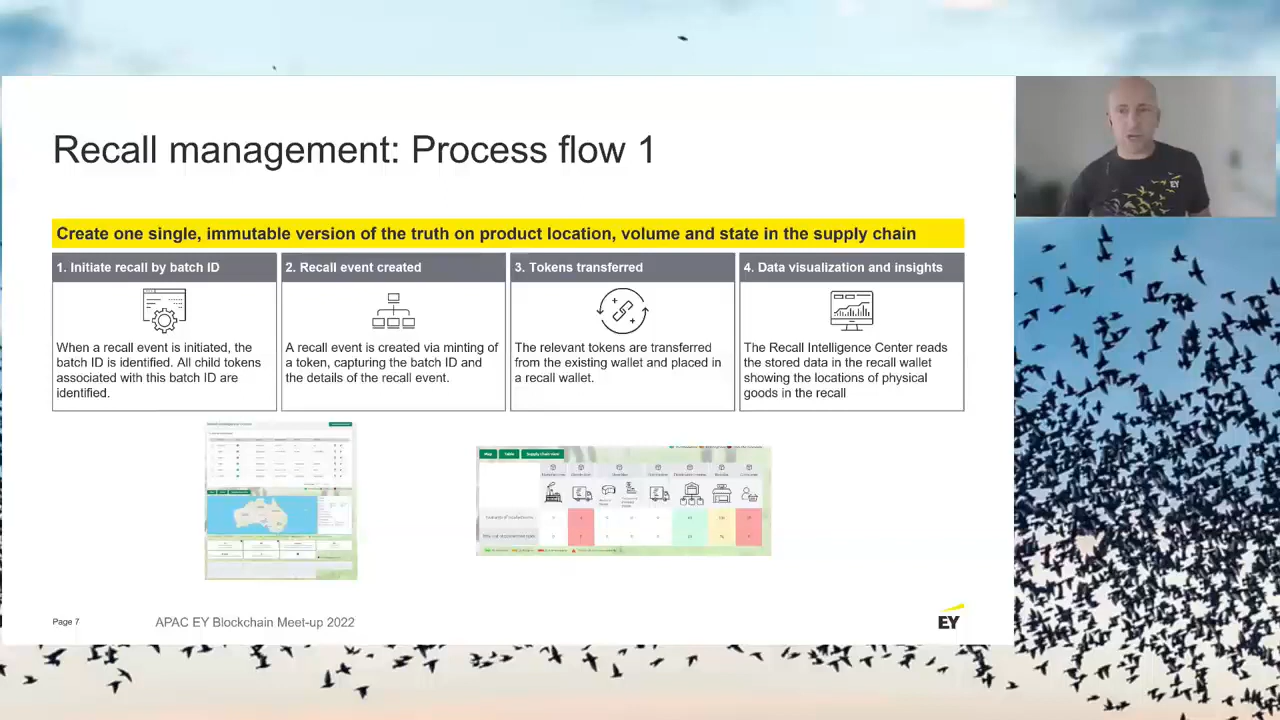 Recall management: Process flow 1
Create one single, immutable version of the truth on product location, volume and state in the supply chain
1. Initiate recall by batch ID
When a recall event is initiated, the
batch ID is identified. All child tokens
associated with this batch ID are
identified.
2. Recall event created
A recall event is created via minting of
a token, capturing the batch ID and
the details of the recall event.
3. Tokens transferred
The relevant tokens are transferred
from the existing wallet and placed in
a recall wallet.
4. Data visualization and insights
The Recall Intelligence Center reads
the stored data in the recall wallet
showing the locations of physical
goods in the recall
Map
Table
Supply Chain view
Page 7
APAC EY Blockchain Meet-up 2022
EY
EY